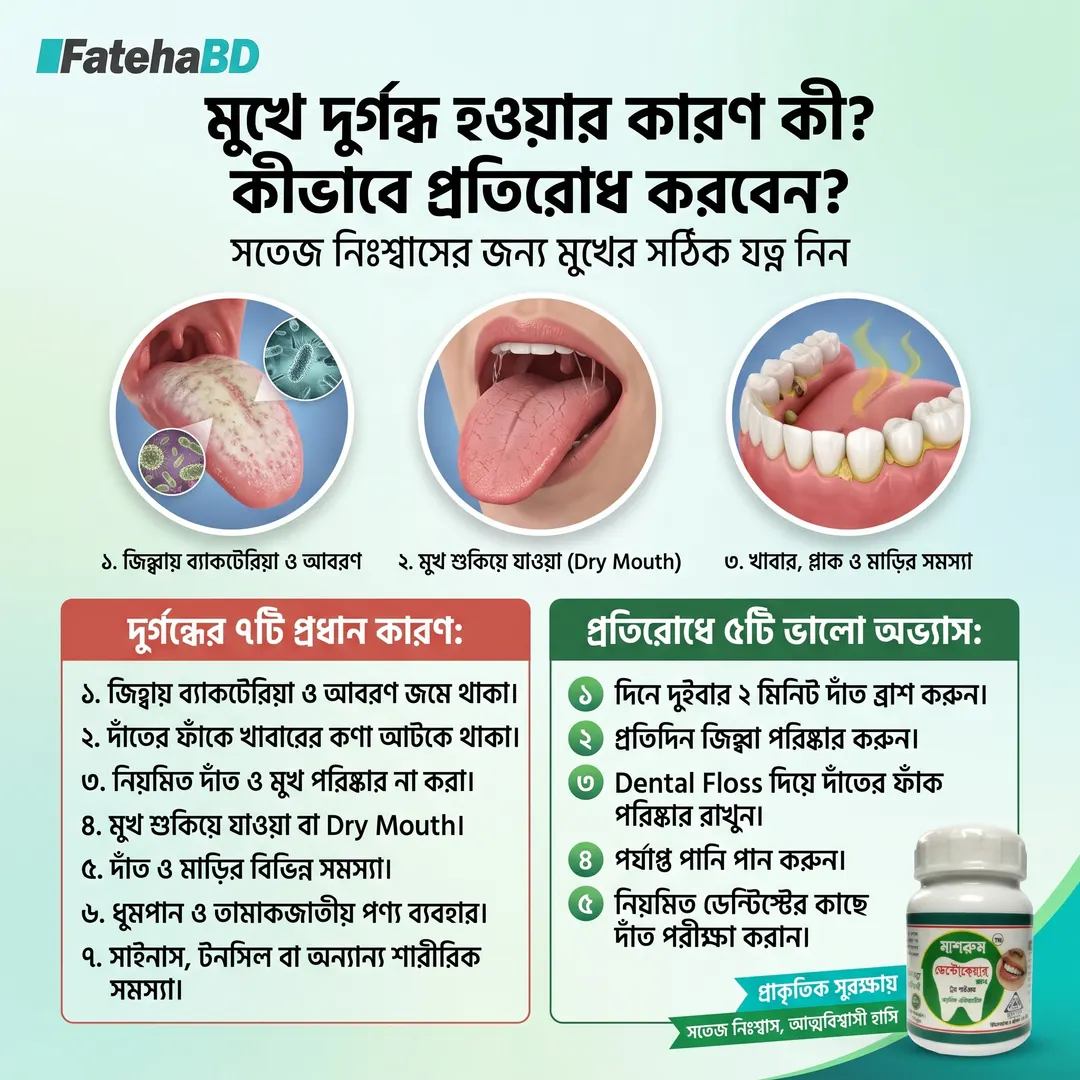 FatehaBD
মুখে দুর্গন্ধ হওয়ার কারণ কী?
কীভাবে প্রতিরোধ করবেন?
সতেজ নিঃশ্বাসের জন্য মুখের সঠিক যত্ন নিন
১. জিহ্বায় ব্যাকটেরিয়া ও আবরণ
২. মুখ শুকিয়ে যাওয়া (Dry Mouth)
৩. খাবার, প্লাক ও মাড়ির সমস্যা
দুর্গন্ধের ৭টি প্রধান কারণ:
১. জিহ্বায় ব্যাকটেরিয়া ও আবরণ জমে থাকা।
২. দাঁতের ফাঁকে খাবারের কণা আটকে থাকা।
৩. নিয়মিত দাঁত ও মুখ পরিষ্কার না করা।
৪. মুখ শুকিয়ে যাওয়া বা Dry Mouth।
৫. দাঁত ও মাড়ির বিভিন্ন সমস্যা।
৬. ধুমপান ও তামাকজাতীয় পণ্য ব্যবহার।
৭. সাইনাস, টনসিল বা অন্যান্য শারীরিক
সমস্যা।
প্রতিরোধে ৫টি ভালো অভ্যাস:
১ দিনে দুইবার ২ মিনিট দাঁত ব্রাশ করুন।
২ প্রতিদিন জিহ্বা পরিষ্কার করুন।
৩ Dental Floss দিয়ে দাঁতের ফাঁক
পরিষ্কার রাখুন।
৪ পর্যাপ্ত পানি পান করুন।
৫ নিয়মিত ডেন্টিস্টের কাছে
দাঁত পরীক্ষা করান।
প্রাকৃতিক সুরক্ষায়
সতেজ নিঃশ্বাস, আত্মবিশ্বাসী হাসি
মাশরুম
TM
ডেন্টোকেয়ার
টুথ পাউডার